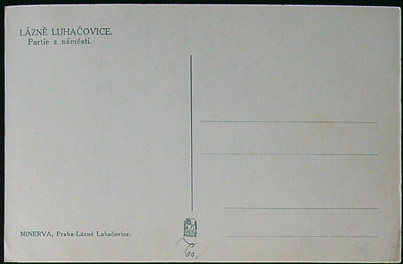 LÁZNĚ LUHAČOVICE.
Partie z náměstí.
MINERVA, Praha-Lázně Luhačovice.